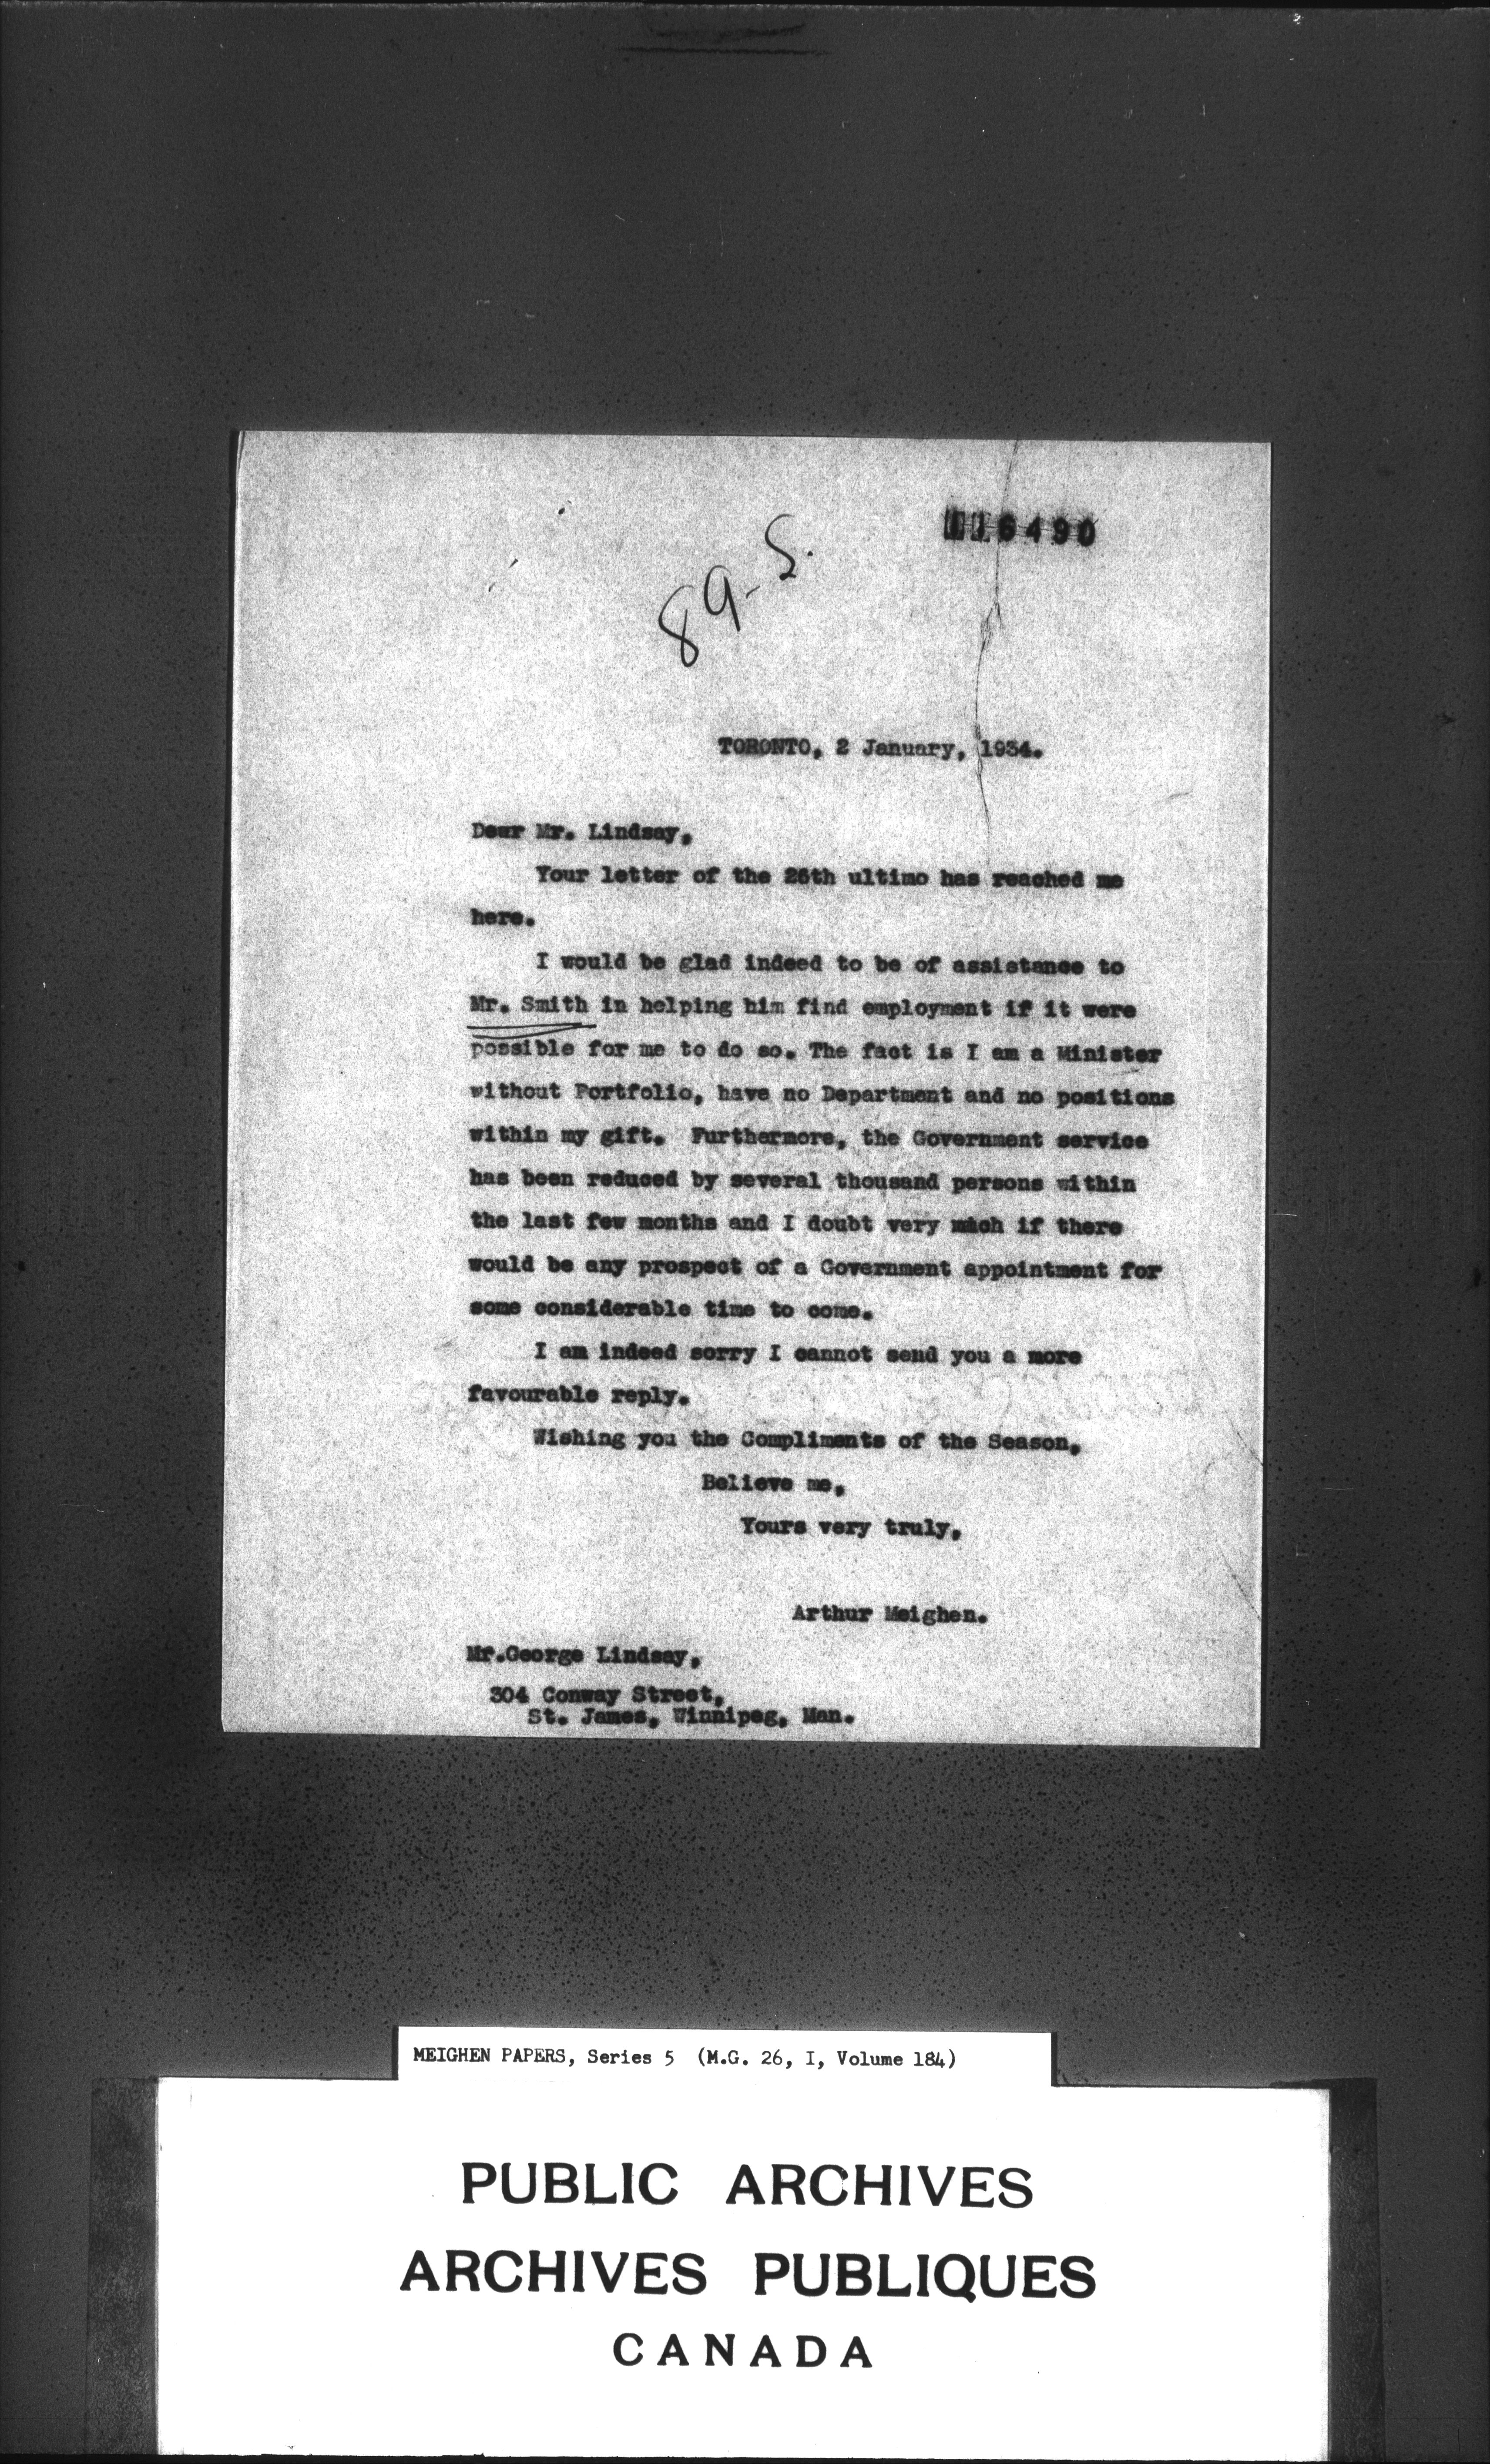 116490
89-S.
TORONTO, 2 January, 1934.
Dear Mr. Lindsay,
Your letter of the 26th ultimo has reached me
here.
I would be glad indeed to be of assistance to
Mr. Smith in helping him find employment if it were
possible for me to do so. The fact is I am a Minister
without Portfolio, have no Department and no positions
within my gift. Furthermore, the Government service
has been reduced by several thousand persons within
the last few months and I doubt very much if there
would be any prospect of a Government appointment for
some considerable time to come.
I am indeed sorry I cannot send you a more
favourable reply.
Wishing you the Compliments of the Season,
Believe me,
Yours very truly,
Arthur Meighen.
Mr.George Lindsay,
304 Conway Street,
St. James, Winnipeg, Man.
MEIGHEN PAPERS, Series 5 (M.G. 26, I, Volume 184)
PUBLIC ARCHIVES
ARCHIVES PUBLIQUES
CANADA